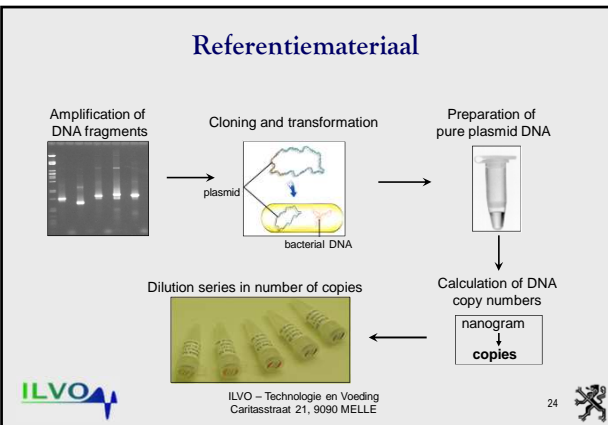 Referentiemateriaal
Amplification of
DNA fragments
Cloning and transformation
Preparation of
pure plasmid DNA
plasmid
bacterial DNA
Calculation of DNA
copy numbers
nanogram
copies
Dilution series in number of copies
ILVO
ILVO – Technologie en Voeding
Caritasstraat 21, 9090 MELLE
24